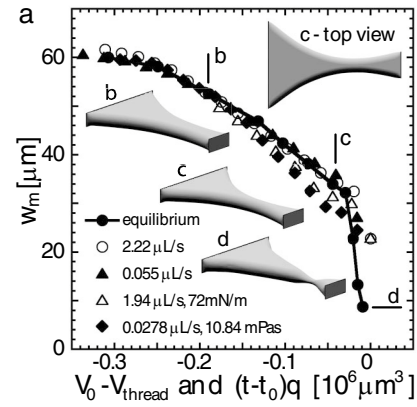 a
c - top view
b
b
c
c
d
d
60
40
20
0
w_m [μm]
equilibrium
2.22 μL/s
0.055 μL/s
1.94 μL/s, 72mN/m
0.0278 μL/s, 10.84 mPas
-0.3 -0.2 -0.1 0
V_0 - V_thread and (t-t_0)q [10^6 μm^3]